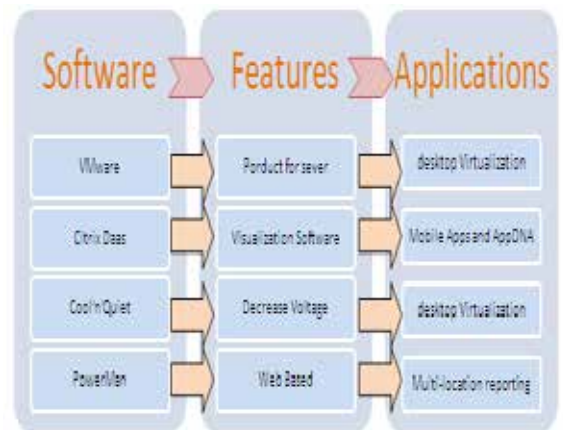 Software
Features
Applications
VMware
Porduct for sever
desktop Virtualization
Citrix Daas
Visualization Software
Mobile Apps and AppDNA
Cool'n'Quiet
Decrease Voltage
desktop Virtualization
PowerMan
Web Based
Multi-location reporting